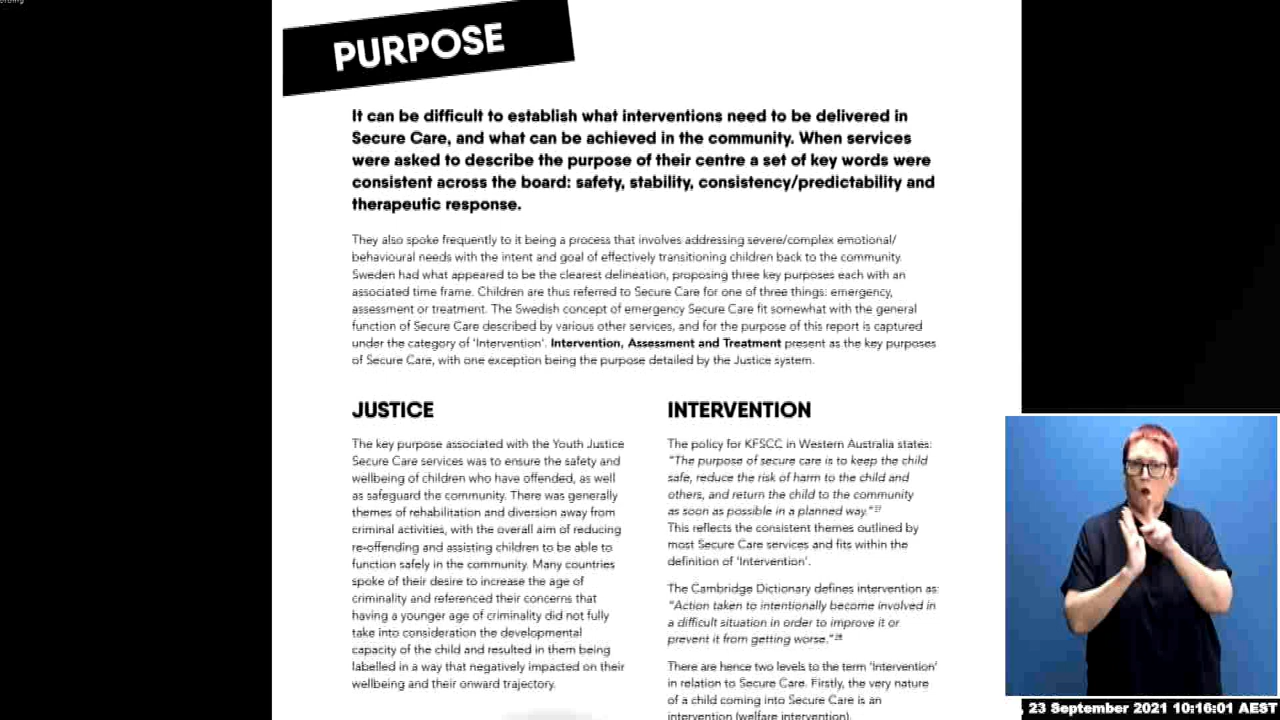 PURPOSE
It can be difficult to establish what interventions need to be delivered in
Secure Care, and what can be achieved in the community. When services
were asked to describe the purpose of their centre a set of key words were
consistent across the board: safety, stability, consistency/predictability and
therapeutic response.
They also spoke frequently to it being a process that involves addressing severe/complex emotional/
behavioural needs with the intent and goal of effectively transitioning children back to the community.
Sweden had what appeared to be the clearest delineation, proposing three key purposes each with an
associated time frame. Children are thus referred to Secure Care for one of three things: emergency,
assessment or treatment. The Swedish concept of emergency Secure Care fit somewhat with the general
function of Secure Care described by various other services, and for the purpose of this report is captured
under the category of 'Intervention'. Intervention, Assessment and Treatment present as the key purposes
of Secure Care, with one exception being the purpose detailed by the Justice system.
JUSTICE
The key purpose associated with the Youth Justice
Secure Care services was to ensure the safety and
wellbeing of children who have offended, as well
as safeguard the community. There was generally
themes of rehabilitation and diversion away from
criminal activities, with the overall aim of reducing
re-offending and assisting children to be able to
function safely in the community. Many countries
spoke of their desire to increase the age of
criminality and referenced their concerns that
having a younger age of criminality did not fully
take into consideration the developmental
capacity of the child and resulted in them being
labelled in a way that negatively impacted on their
wellbeing and their onward trajectory.
INTERVENTION
The policy for KFSCC in Western Australia states:
"The purpose of secure care is to keep the child
safe, reduce the risk of harm to the child and
others, and return the child to the community
as soon as possible in a planned way."
This reflects the consistent themes outlined by
most Secure Care services and fits within the
definition of 'Intervention'.
The Cambridge Dictionary defines intervention as:
"Action taken to intentionally become involved in
a difficult situation in order to improve it or
prevent it from getting worse."
There are hence two levels to the term 'Intervention'
in relation to Secure Care. Firstly, the very nature
of a child coming into Secure Care is an
intervention (welfare intervention).
, 23 September 2021 10:16:01 AEST